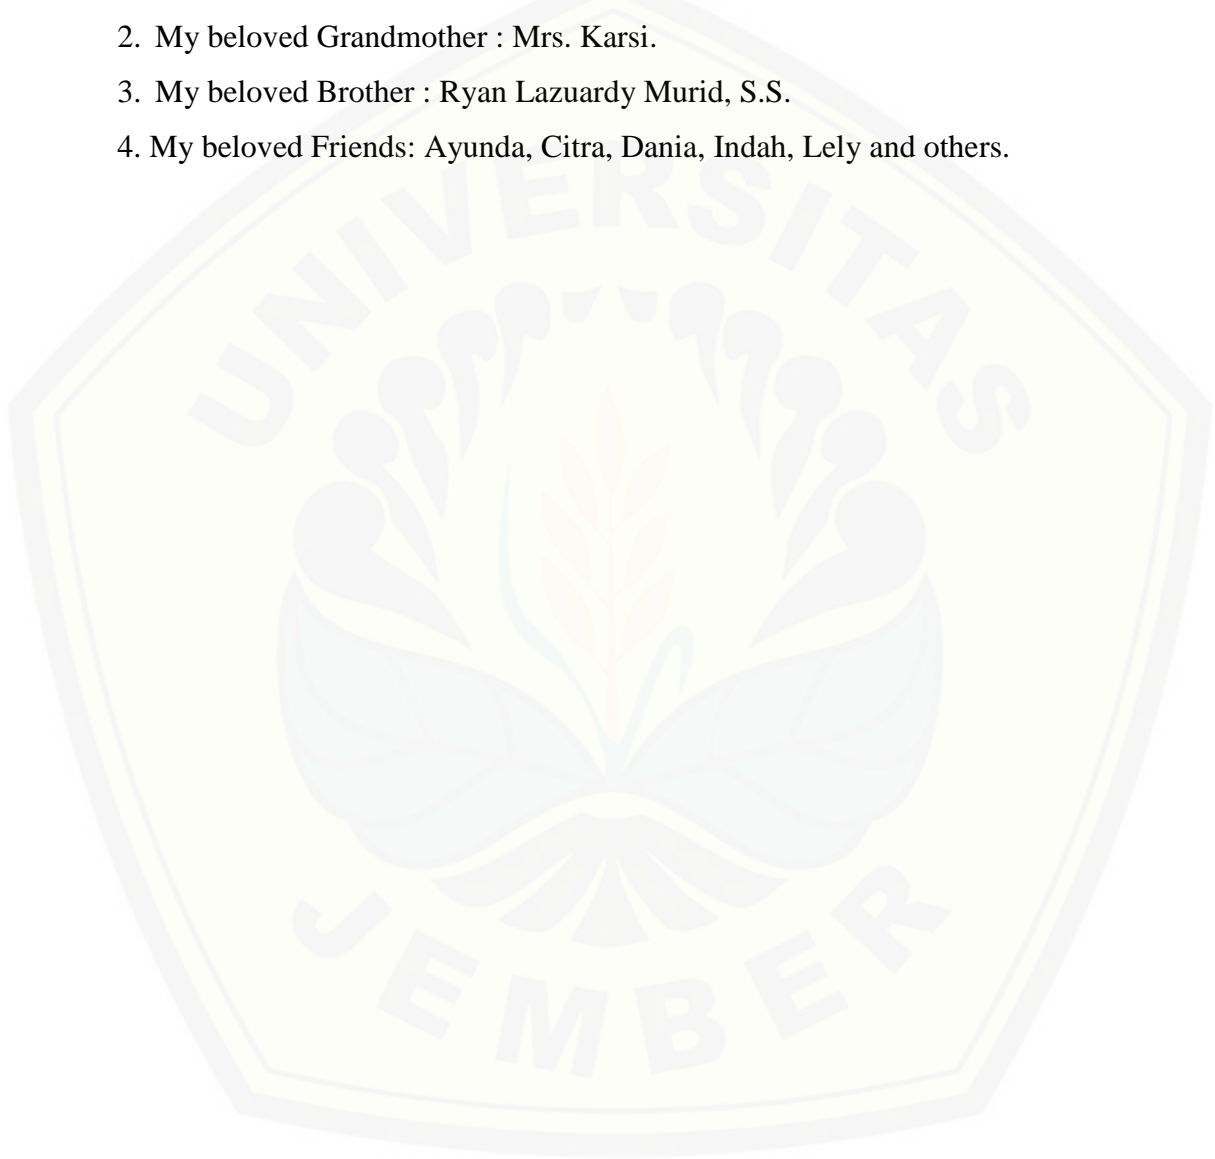 2. My beloved Grandmother : Mrs. Karsi.
3. My beloved Brother : Ryan Lazuardy Murid, S.S.
4. My beloved Friends: Ayunda, Citra, Dania, Indah, Lely and others.
UNIVERSITAS
JEMBER